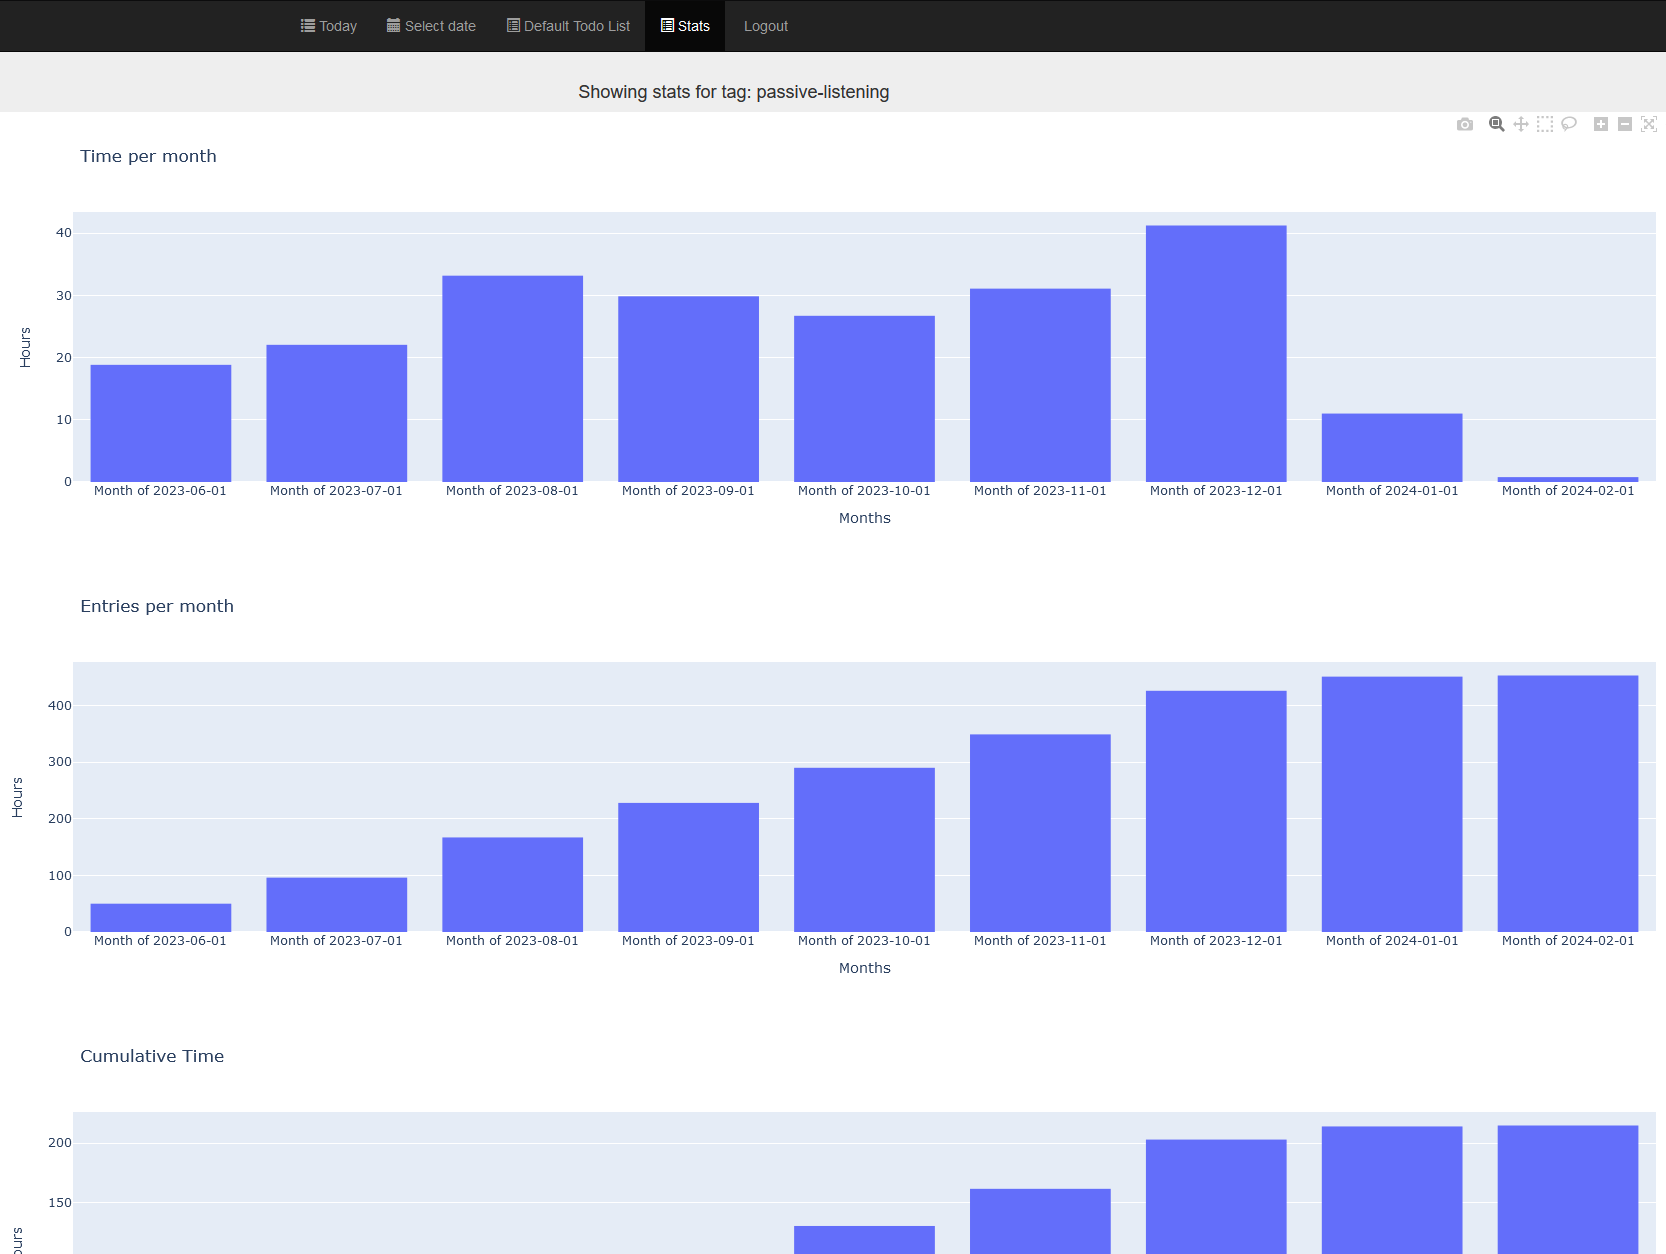 Today Select date Default Todo List Stats Logout
Showing stats for tag: passive-listening
Time per month
40
30
20
10
0
Hours
Month of 2023-06-01 Month of 2023-07-01 Month of 2023-08-01 Month of 2023-09-01 Month of 2023-10-01 Month of 2023-11-01 Month of 2023-12-01 Month of 2024-01-01 Month of 2024-02-01
Months
Entries per month
400
300
200
100
0
Hours
Month of 2023-06-01 Month of 2023-07-01 Month of 2023-08-01 Month of 2023-09-01 Month of 2023-10-01 Month of 2023-11-01 Month of 2023-12-01 Month of 2024-01-01 Month of 2024-02-01
Months
Cumulative Time
200
150